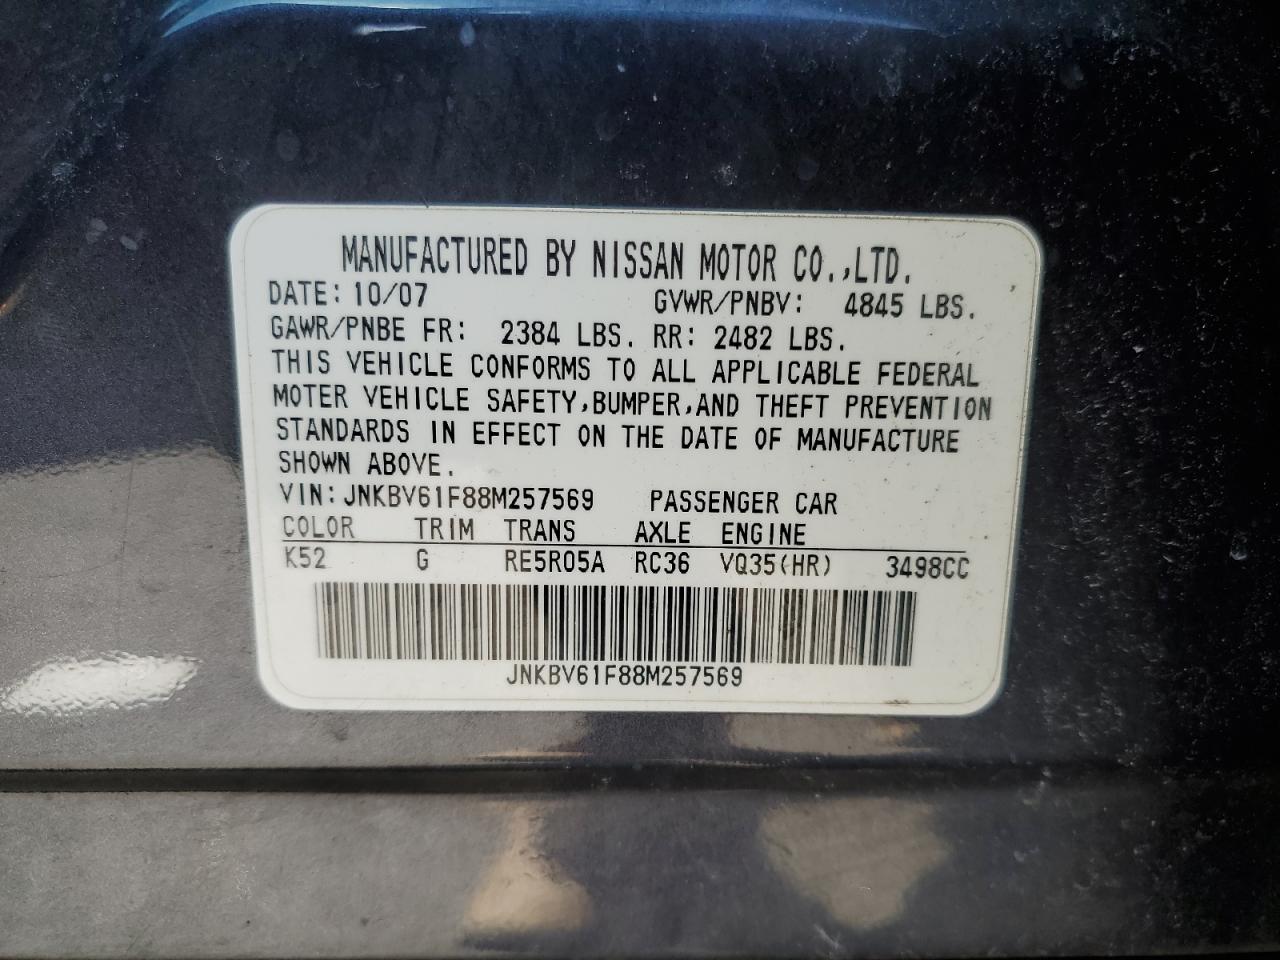 MANUFACTURED BY NISSAN MOTOR CO.,LTD.
DATE: 10/07 GVWR/PNBV: 4845 LBS.
GAWR/PNBE FR: 2384 LBS. RR: 2482 LBS.
THIS VEHICLE CONFORMS TO ALL APPLICABLE FEDERAL
MOTER VEHICLE SAFETY,BUMPER,AND THEFT PREVENTION
STANDARDS IN EFFECT ON THE DATE OF MANUFACTURE
SHOWN ABOVE.
VIN: JNKBV61F88M257569 PASSENGER CAR
COLOR TRIM TRANS AXLE ENGINE
K52 G RE5R05A RC36 VQ35(HR) 3498CC
JNKBV61F88M257569